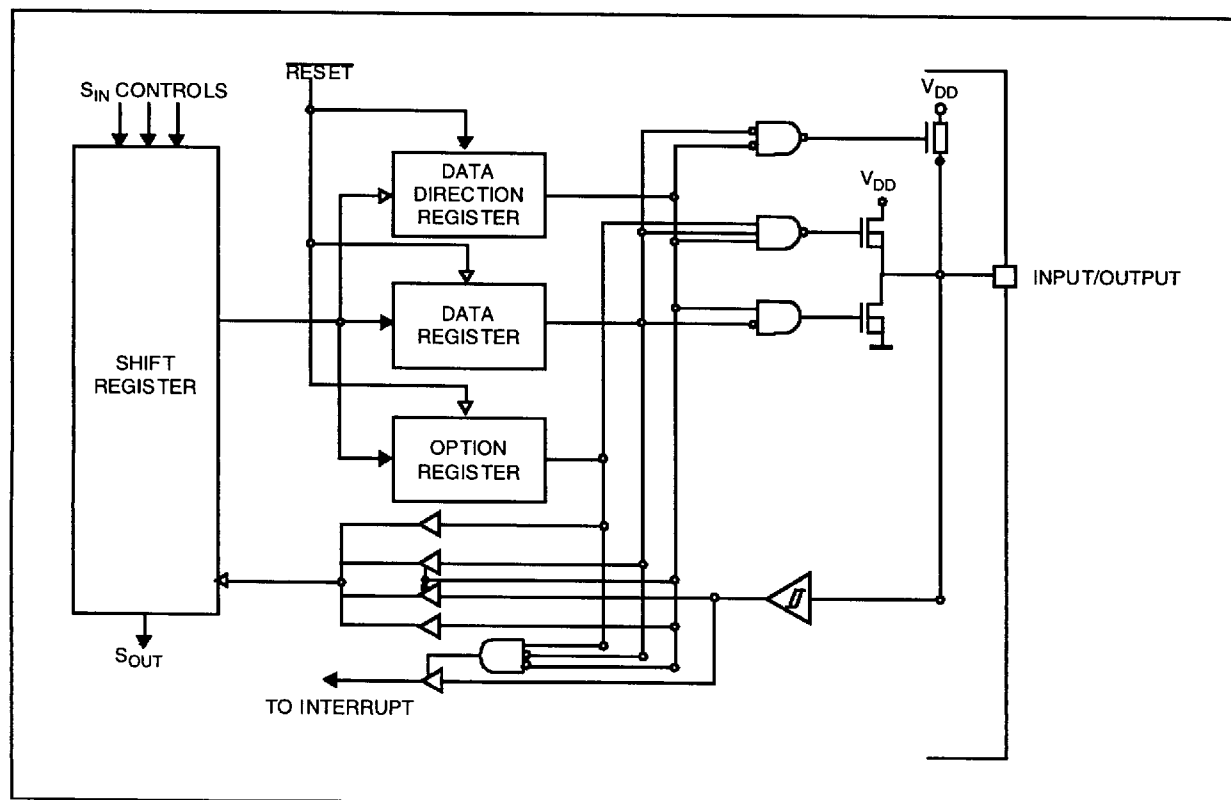 RESET
S_IN CONTROLS
V_DD
DATA
DIRECTION
REGISTER
V_DD
INPUT/OUTPUT
DATA
REGISTER
SHIFT
REGISTER
OPTION
REGISTER
S_OUT
TO INTERRUPT